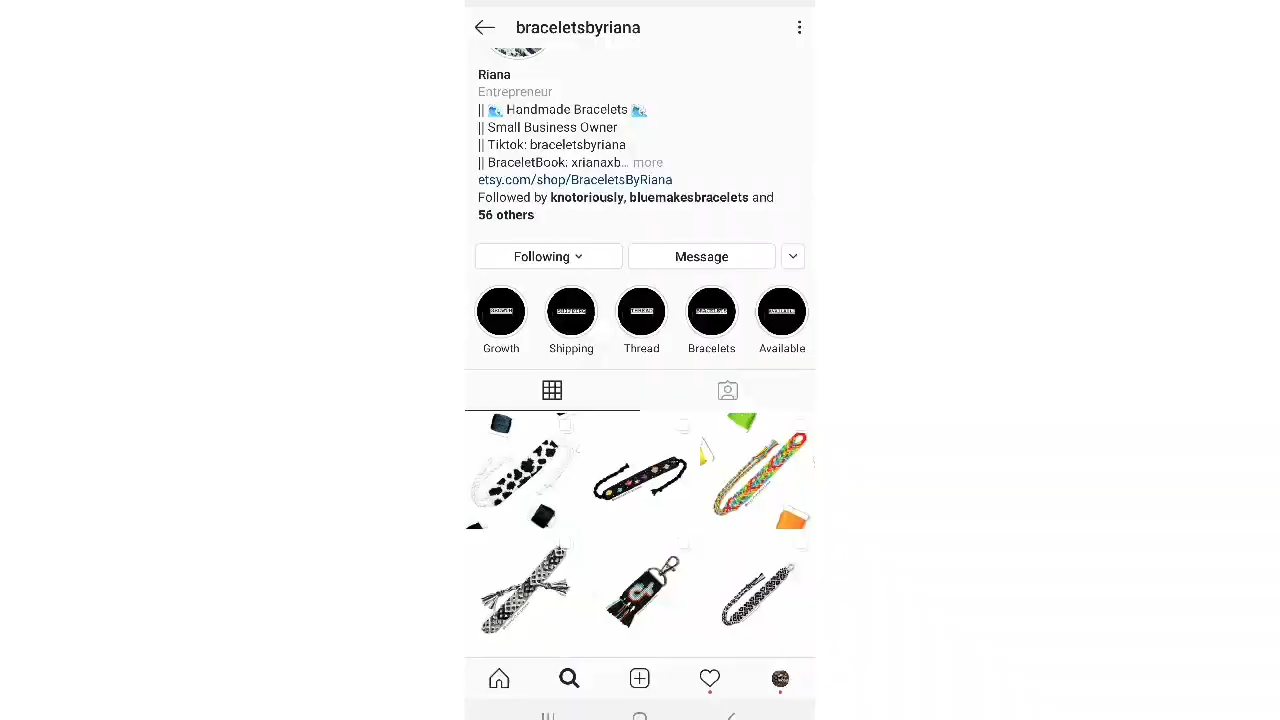 braceletsbyriana
Riana
Entrepreneur
|| 🌊 Handmade Bracelets 🌊
|| Small Business Owner
|| Tiktok: braceletsbyriana
|| BraceletBook: xrianaxb... more
etsy.com/shop/BraceletsByRiana
Followed by knotoriously, bluemakesbracelets and
56 others
Following Message
Growth Shipping Thread Bracelets Available